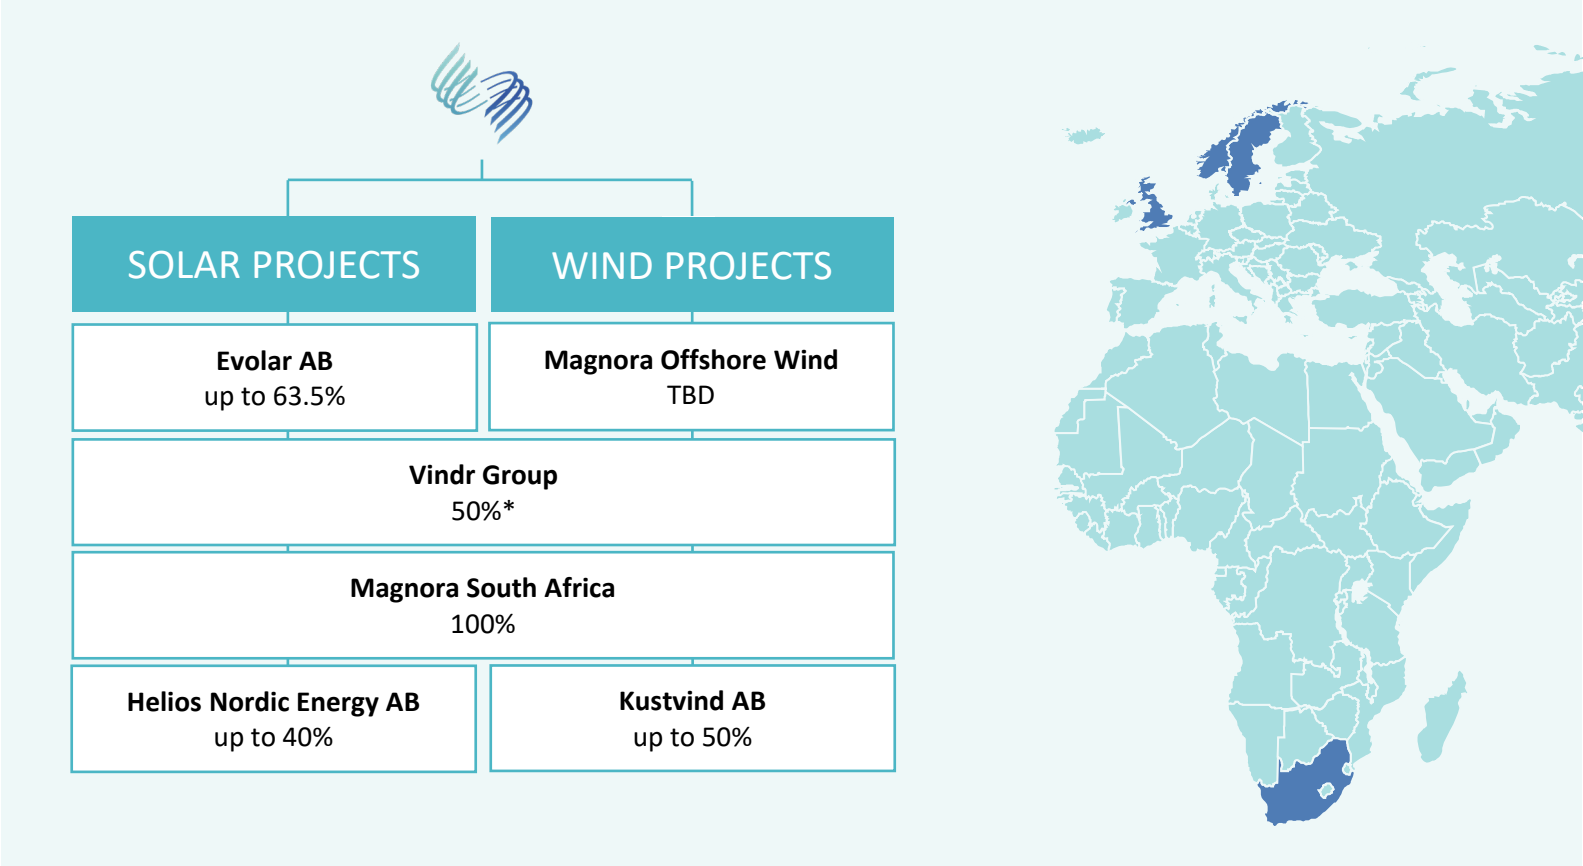 SOLAR PROJECTS
WIND PROJECTS
Evolar AB
up to 63.5%
Magnora Offshore Wind
TBD
Vindr Group
50%*
Magnora South Africa
100%
Helios Nordic Energy AB
up to 40%
Kustvind AB
up to 50%